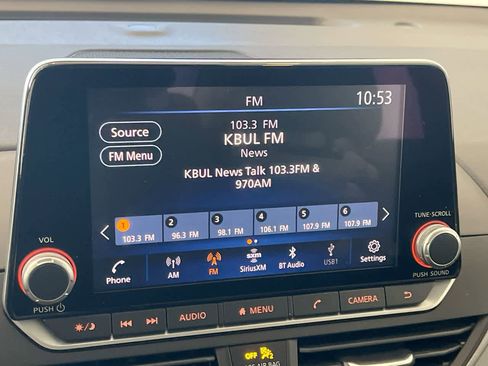 FM
10:53
Source
103.3 FM
KBUL FM
FM Menu
News
KBUL News Talk 103.3FM &
970AM
1 2 3 4 5 6
103.3 FM 96.3 FM 98.1 FM 106.1 FM 107.9 FM 107.9 FM
VOL
TUNE·SCROLL
Phone
AM
FM
sxm
SiriusXM
BT Audio
USB1
Settings
PUSH
PUSH SOUND
AUDIO
MENU
CAMERA
OFF